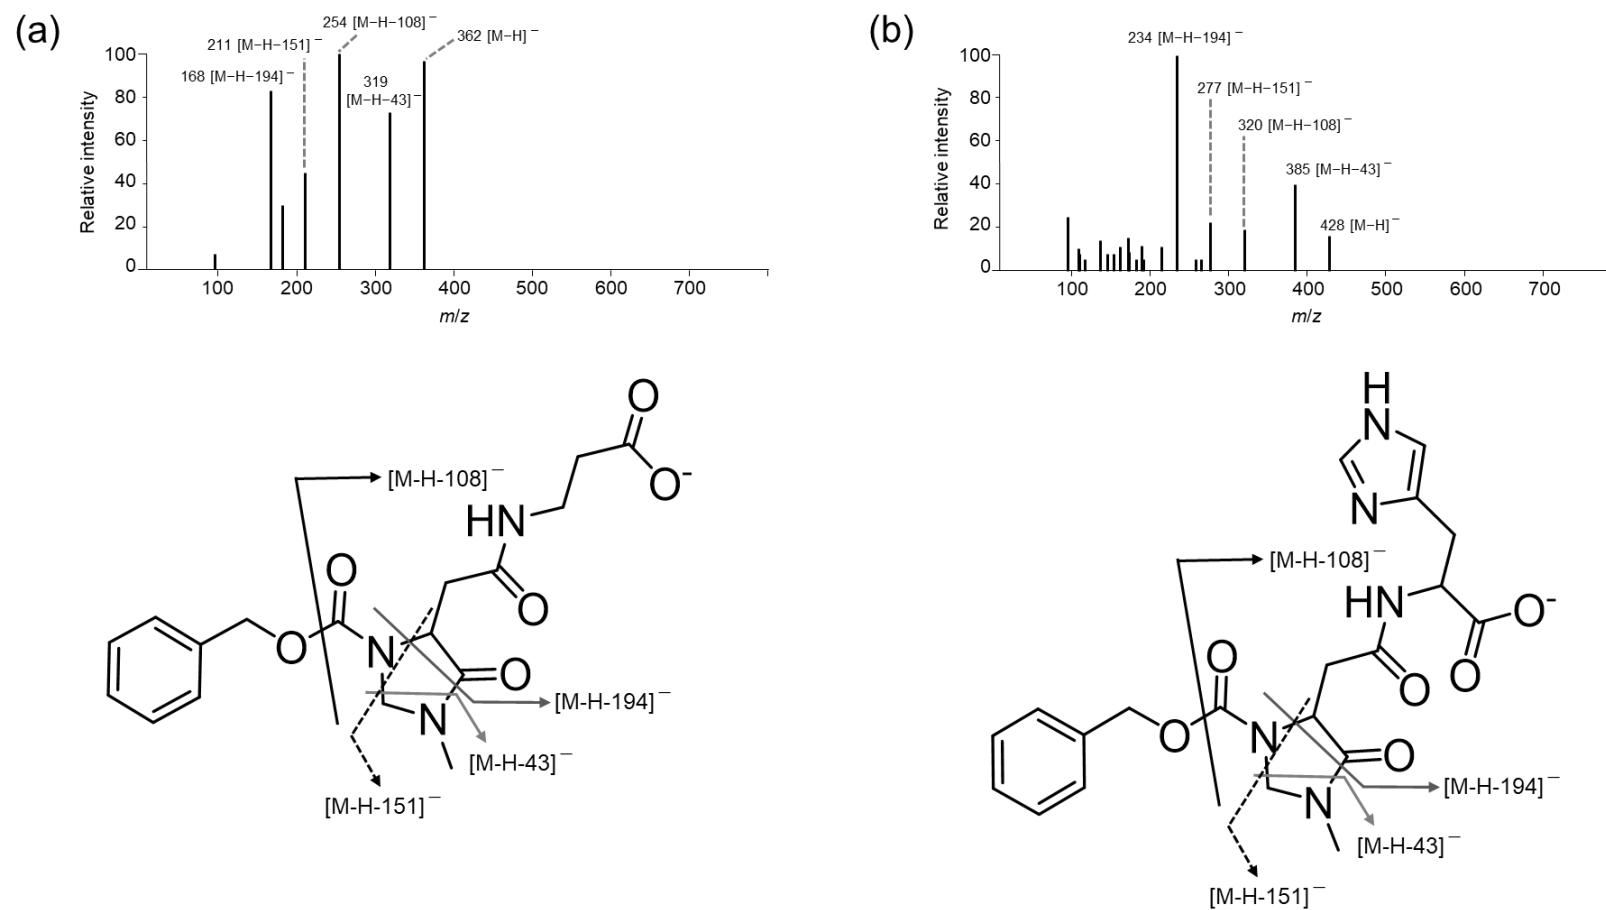 (a)
254 [M−H−108]−
362 [M−H]−
211 [M−H−151]−
168 [M−H−194]−
319
[M−H−43]−
Relative intensity
100
80
60
40
20
0
100 200 300 400 500 600 700
m/z
(b)
234 [M−H−194]−
277 [M−H−151]−
320 [M−H−108]−
385 [M−H−43]−
428 [M−H]−
Relative intensity
100
80
60
40
20
0
100 200 300 400 500 600 700
m/z
O
O-
[M-H-108]−
HN
O
O
O
N
O
N
[M-H-194]−
[M-H-43]−
[M-H-151]−
H
N
N
[M-H-108]−
HN
O-
O
O
O
O
N
O
N
[M-H-194]−
[M-H-43]−
[M-H-151]−